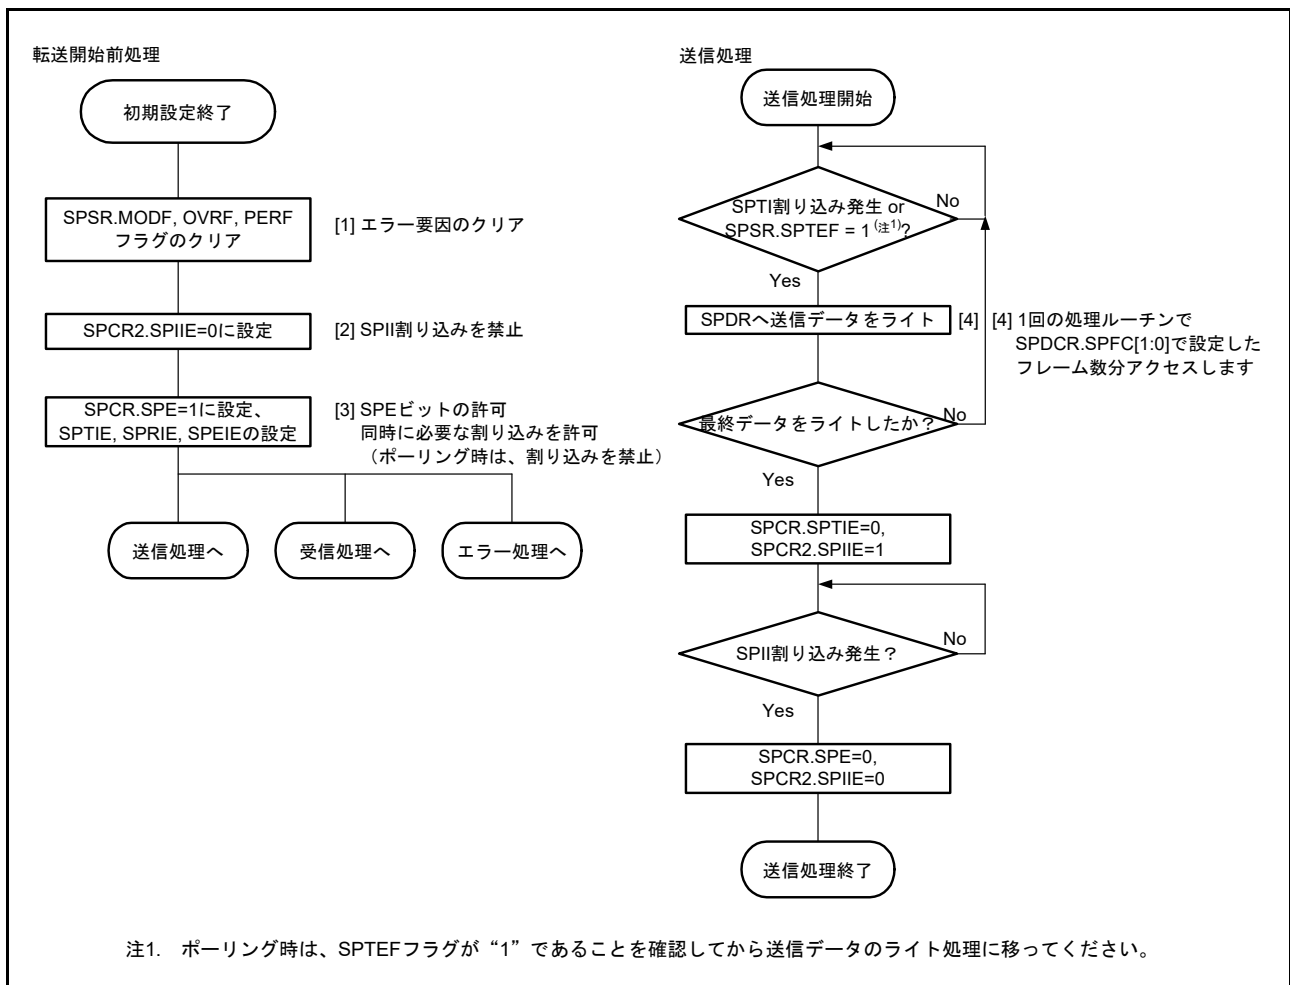 転送開始前処理
初期設定終了
SPSR.MODF, OVRF, PERF
フラグのクリア
[1] エラー要因のクリア
SPCR2.SPIIE=0に設定
[2] SPII割り込みを禁止
SPCR.SPE=1に設定、
SPTIE, SPRIE, SPEIEの設定
[3] SPEビットの許可
同時に必要な割り込みを許可
（ポーリング時は、割り込みを禁止）
送信処理へ
受信処理へ
エラー処理へ
送信処理
送信処理開始
SPTI割り込み発生 or
SPSR.SPTEF = 1(注1)?
No
Yes
SPDRへ送信データをライト
[4]
[4] 1回の処理ルーチンで
SPDCR.SPFC[1:0]で設定した
フレーム数分アクセスします
最終データをライトしたか？
No
Yes
SPCR.SPTIE=0,
SPCR2.SPIIE=1
SPII割り込み発生？
No
Yes
SPCR.SPE=0,
SPCR2.SPIIE=0
送信処理終了
注1. ポーリング時は、SPTEFフラグが“1”であることを確認してから送信データのライト処理に移ってください。